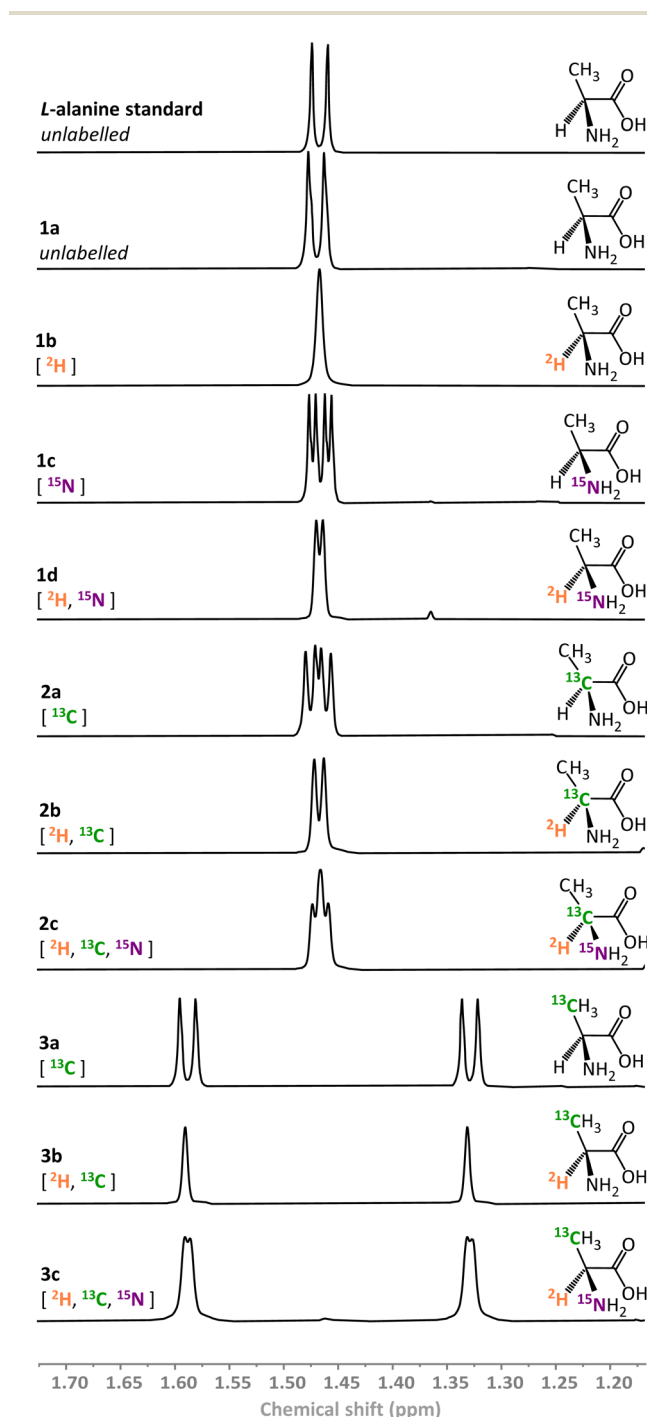 CH3
O
L-alanine standard
unlabelled
H
NH2
OH
CH3
O
1a
unlabelled
H
NH2
OH
CH3
O
1b
[ ²H ]
²H
NH2
OH
CH3
O
1c
[ ¹⁵N ]
H
¹⁵NH2
OH
CH3
O
1d
[ ²H, ¹⁵N ]
²H
¹⁵NH2
OH
CH3
O
2a
[ ¹³C ]
¹³C
H
NH2
OH
CH3
O
2b
[ ²H, ¹³C ]
¹³C
²H
NH2
OH
CH3
O
2c
[ ²H, ¹³C, ¹⁵N ]
¹³C
²H
¹⁵NH2
OH
¹³CH3
O
3a
[ ¹³C ]
H
NH2
OH
¹³CH3
O
3b
[ ²H, ¹³C ]
²H
NH2
OH
¹³CH3
O
3c
[ ²H, ¹³C, ¹⁵N ]
²H
¹⁵NH2
OH
1.70 1.65 1.60 1.55 1.50 1.45 1.40 1.35 1.30 1.25 1.20
Chemical shift (ppm)